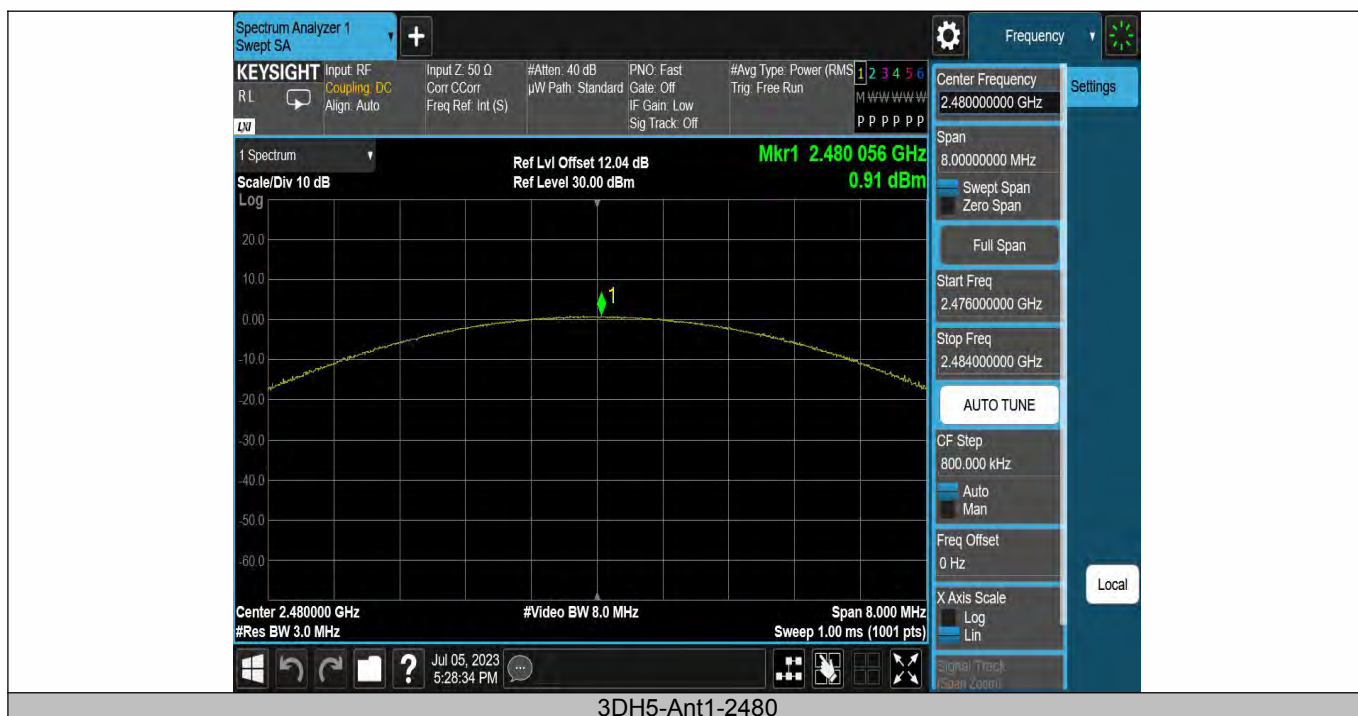 Spectrum Analyzer 1
Swept SA
Frequency
KEYSIGHT
R L
LXI
Input: RF
Coupling: DC
Align: Auto
Input Z: 50 Ω
Corr CCorr
Freq Ref: Int (S)
#Atten: 40 dB
µW Path: Standard
PNO: Fast
Gate: Off
IF Gain: Low
Sig Track: Off
#Avg Type: Power (RMS
Trig: Free Run
1 2 3 4 5 6
M W W W W W
P P P P P P
1 Spectrum
Scale/Div 10 dB
Log
Ref Lvl Offset 12.04 dB
Ref Level 30.00 dBm
Mkr1 2.480 056 GHz
0.91 dBm
20.0
10.0
0.00
-10.0
-20.0
-30.0
-40.0
-50.0
-60.0
1
Center 2.480000 GHz
#Res BW 3.0 MHz
#Video BW 8.0 MHz
Span 8.000 MHz
Sweep 1.00 ms (1001 pts)
Center Frequency
2.480000000 GHz
Settings
Span
8.00000000 MHz
Swept Span
Zero Span
Full Span
Start Freq
2.476000000 GHz
Stop Freq
2.484000000 GHz
AUTO TUNE
CF Step
800.000 kHz
Auto
Man
Freq Offset
0 Hz
X Axis Scale
Log
Lin
Signal Track
(Span Zoom)
Local
?
Jul 05, 2023
5:28:34 PM
3DH5-Ant1-2480